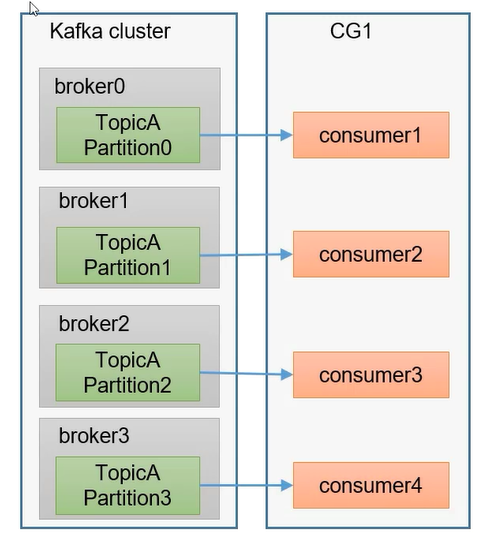 Kafka cluster
CG1
broker0
TopicA
Partition0
consumer1
broker1
TopicA
Partition1
consumer2
broker2
TopicA
Partition2
consumer3
broker3
TopicA
Partition3
consumer4